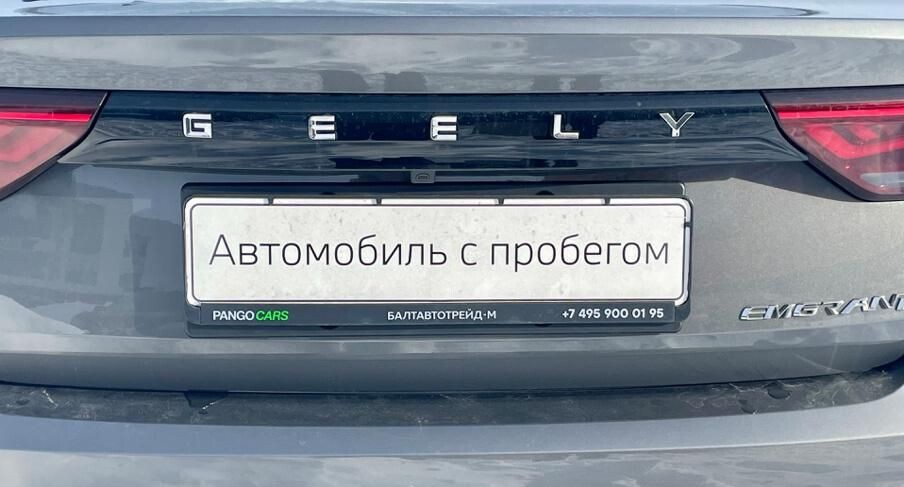 GEELY
Автомобиль с пробегом
PANGO CARS БАЛТАВТОТРЕЙД-М +7 495 900 01 95
EMGRAND